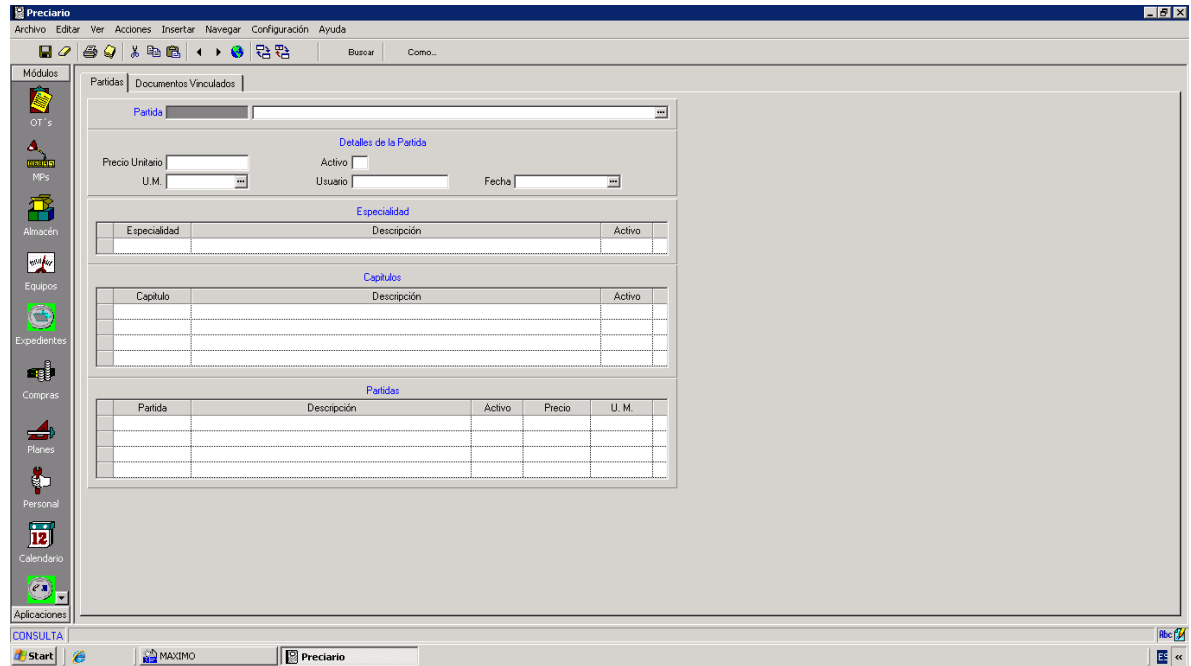 Preciario
Archivo Editar Ver Acciones Insertar Navegar Configuración Ayuda
Buscar Como...
Módulos
OT´s
MPs
Almacén
Equipos
Expedientes
Compras
Planes
Personal
12
Calendario
Aplicaciones
Partidas Documentos Vinculados
Partida
Detalles de la Partida
Precio Unitario Activo
U.M. Usuario Fecha
Especialidad
Especialidad Descripción Activo
Capitulos
Capitulo Descripción Activo
Partidas
Partida Descripción Activo Precio U. M.
CONSULTA Abc
Start MAXIMO Preciario ES «